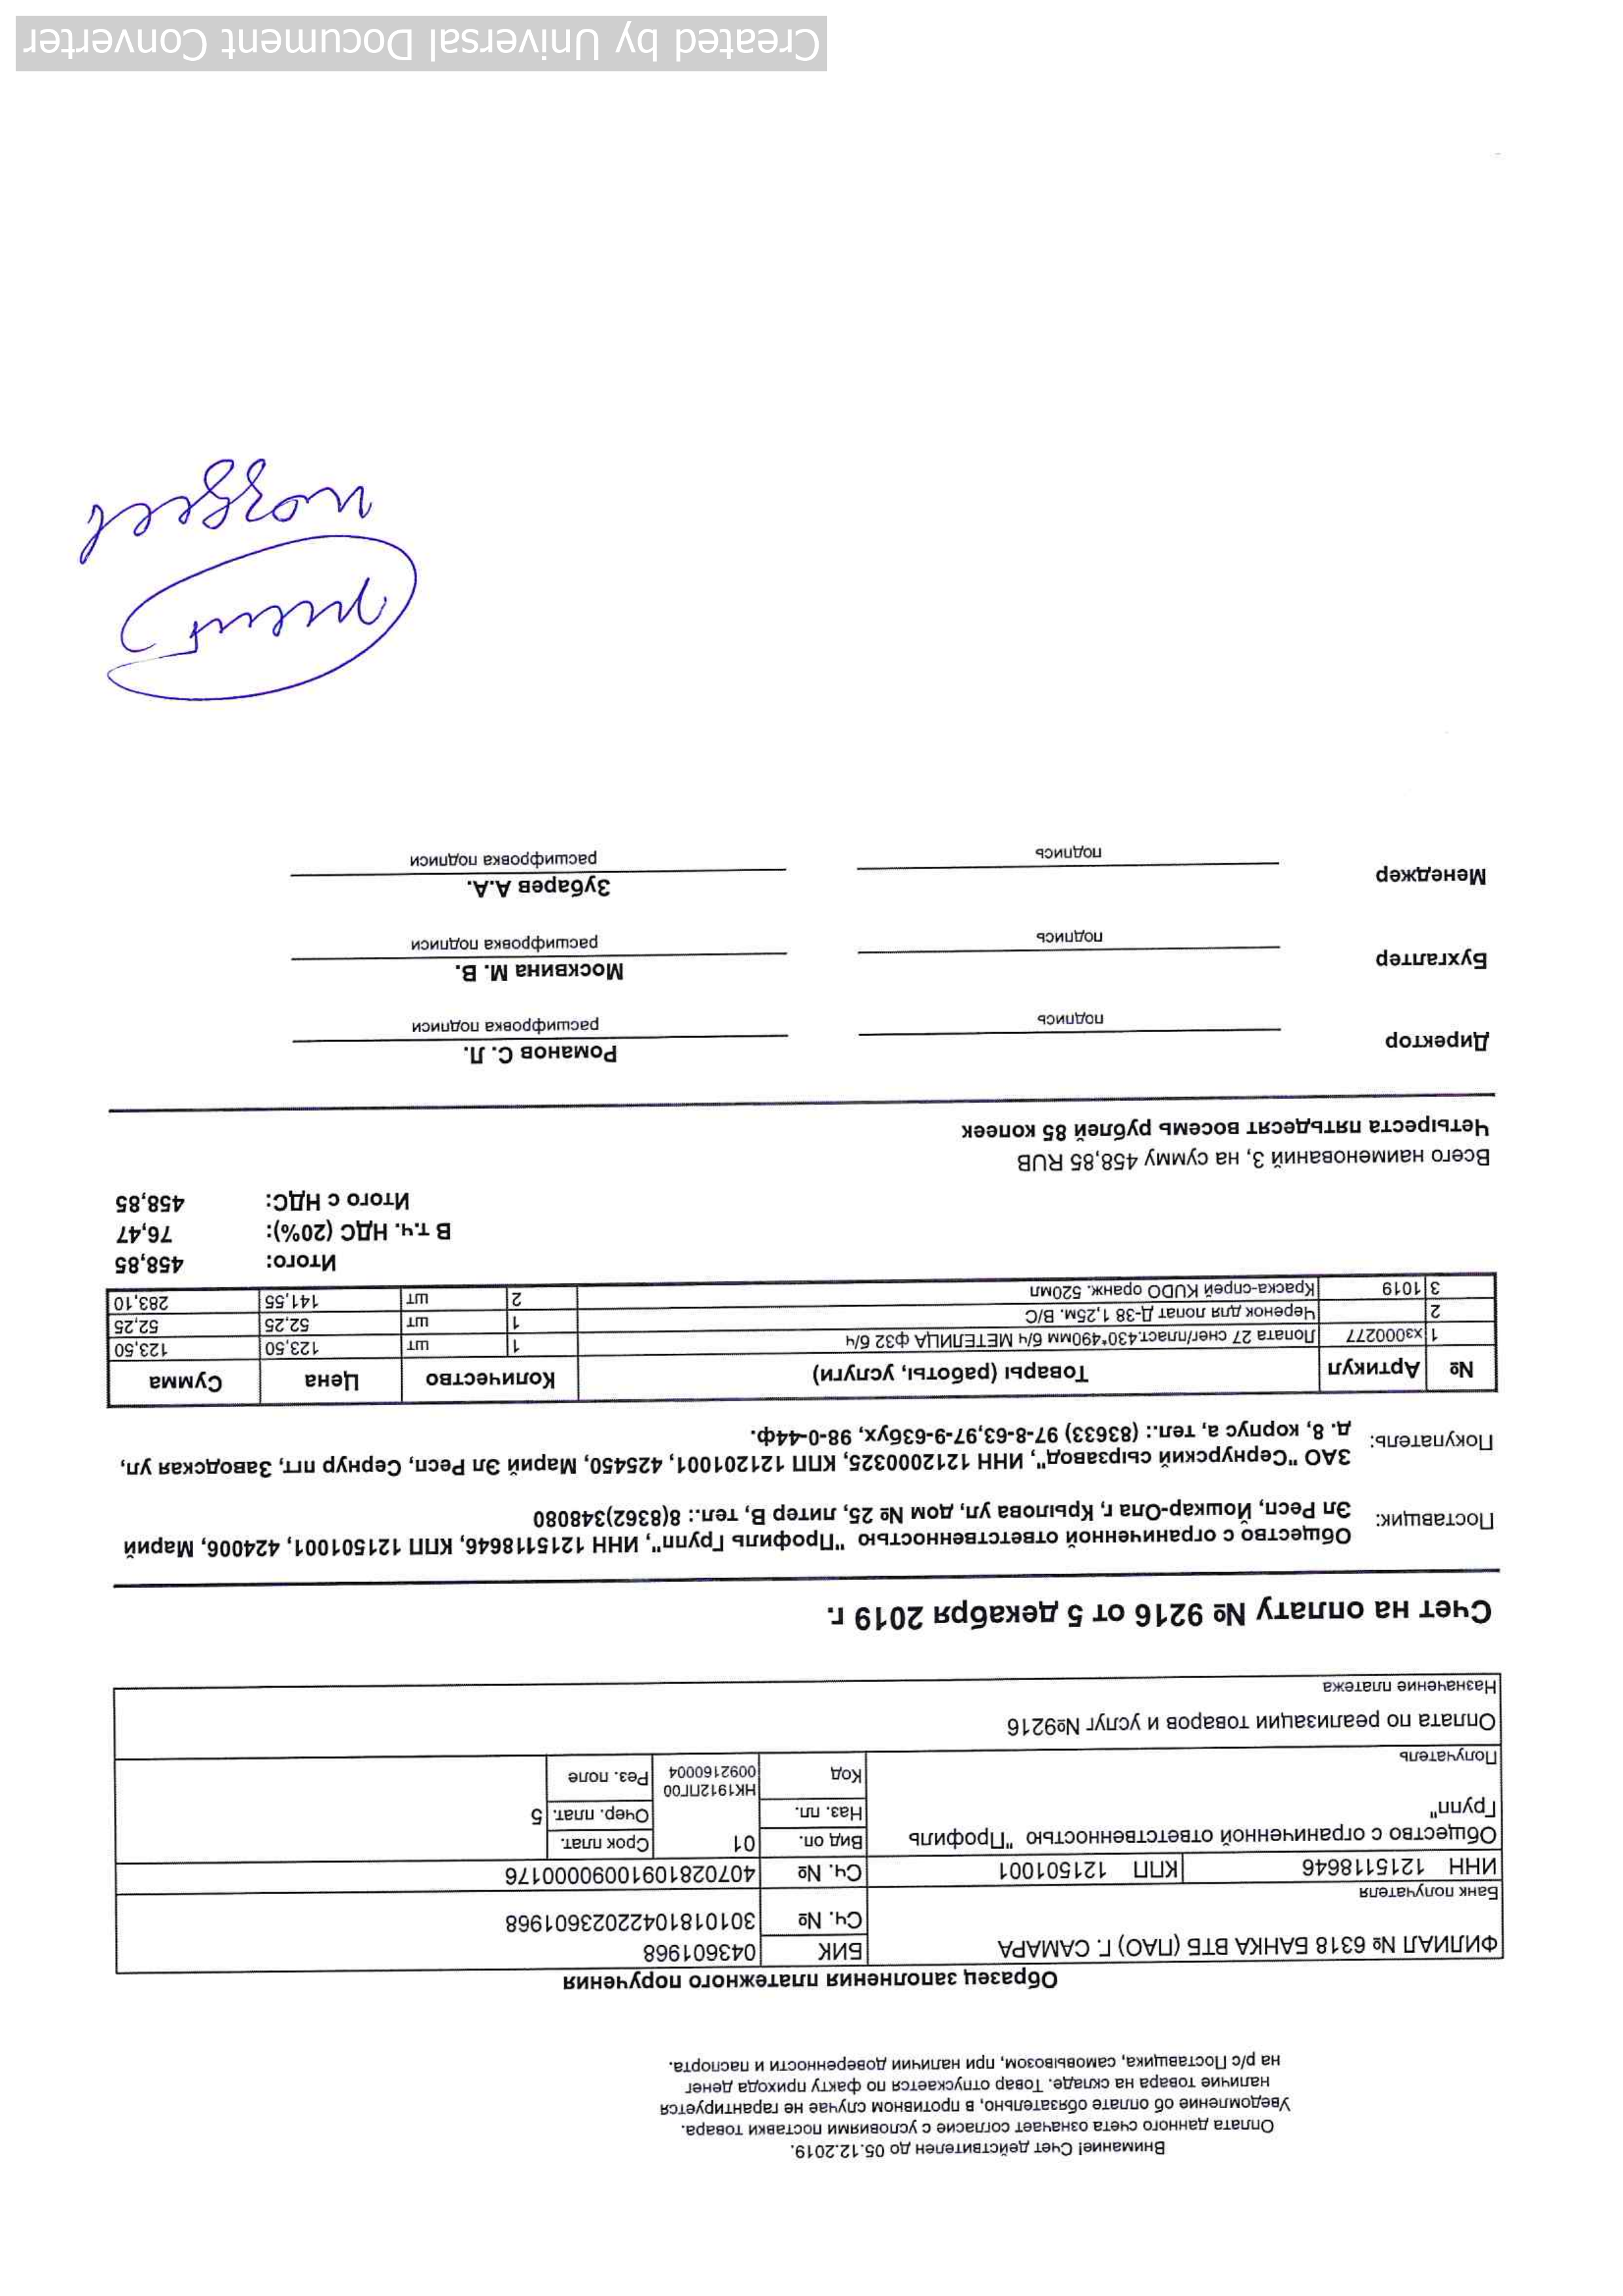 Внимание! Счет действителен до 05.12.2019.
Оплата данного счета означает согласие с условиями поставки товара.
Уведомление об оплате обязательно, в противном случае не гарантируется
наличие товара на складе. Товар отпускается по факту прихода денег
на р/с Поставщика, самовывозом, при наличии доверенности и паспорта.
Образец заполнения платежного поручения
ФИЛИАЛ № 6318 БАНКА ВТБ (ПАО) Г. САМАРА БИК 043601968
Сч. № 30101810422023601968
Банк получателя
ИНН 1215118646 КПП 121501001 Сч. № 40702810910090000176
Общество с ограниченной ответственностью "Профиль Вид оп. 01 Срок плат.
Групп" Наз. пл. Очер. плат. 5
НК1912ПГ00
Получатель Код 0092160004 Рез. поле
Оплата по реализации товаров и услуг №9216
Назначение платежа
Счет на оплату № 9216 от 5 декабря 2019 г.
Поставщик: Общество с ограниченной ответственностью "Профиль Групп", ИНН 1215118646, КПП 121501001, 424006, Марий
Эл Респ, Йошкар-Ола г, Крылова ул, дом № 25, литер В, тел.: 8(8362)348080
Покупатель: ЗАО "Сернурский сырзавод", ИНН 1212000325, КПП 121201001, 425450, Марий Эл Респ, Сернур пгт, Заводская ул,
д. 8, корпус а, тел.: (83633) 97-8-63,97-9-63бух, 98-0-44ф.
№ Артикул Товары (работы, услуги) Количество Цена Сумма
1 хз000277 Лопата 27 снег/пласт.430*490мм б/ч МЕТЕЛИЦА ф32 б/ч 1 шт 123,50 123,50
2 Черенок для лопат Д-38 1,25м. В/С 1 шт 52,25 52,25
3 1019 Краска-спрей KUDO оранж. 520мл 2 шт 141,55 283,10
Итого: 458,85
В т.ч. НДС (20%): 76,47
Итого с НДС: 458,85
Всего наименований 3, на сумму 458,85 RUB
Четыреста пятьдесят восемь рублей 85 копеек
Директор Романов С. Л.
подпись расшифровка подписи
Бухгалтер Москвина М. В.
подпись расшифровка подписи
Менеджер Зубарев А.А.
подпись расшифровка подписи
Created by Universal Document Converter